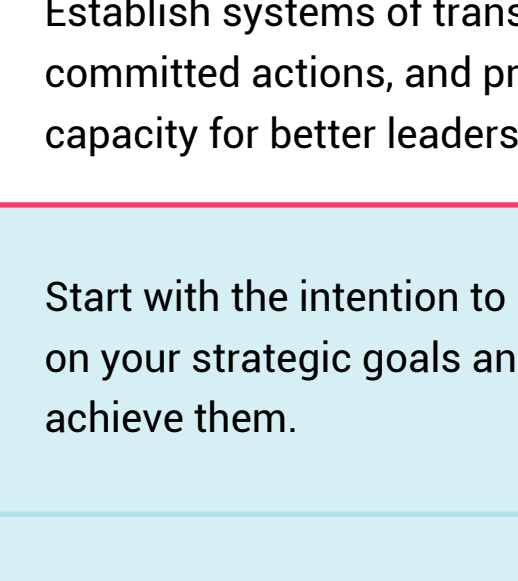 Establish systems of trans
committed actions, and pr
capacity for better leaders
Start with the intention to
on your strategic goals an
achieve them.